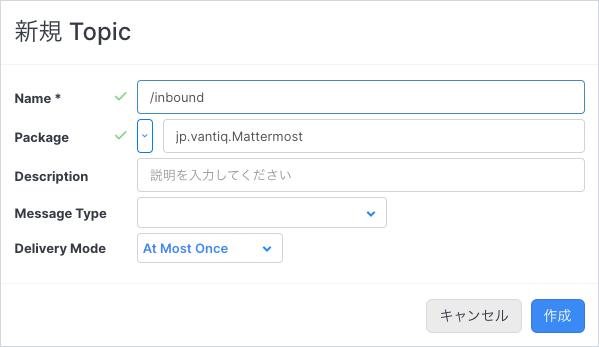 新規 Topic
Name * /inbound
Package jp.vantiq.Mattermost
Description 説明を入力してください
Message Type
Delivery Mode At Most Once
キャンセル 作成